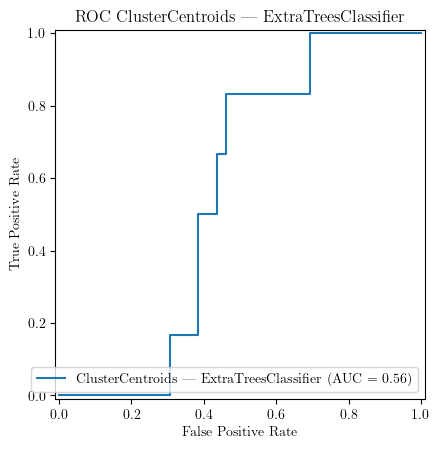 ROC ClusterCentroids — ExtraTreesClassifier
1.0
0.8
0.6
0.4
0.2
0.0
True Positive Rate
ClusterCentroids — ExtraTreesClassifier (AUC = 0.56)
0.0 0.2 0.4 0.6 0.8 1.0
False Positive Rate